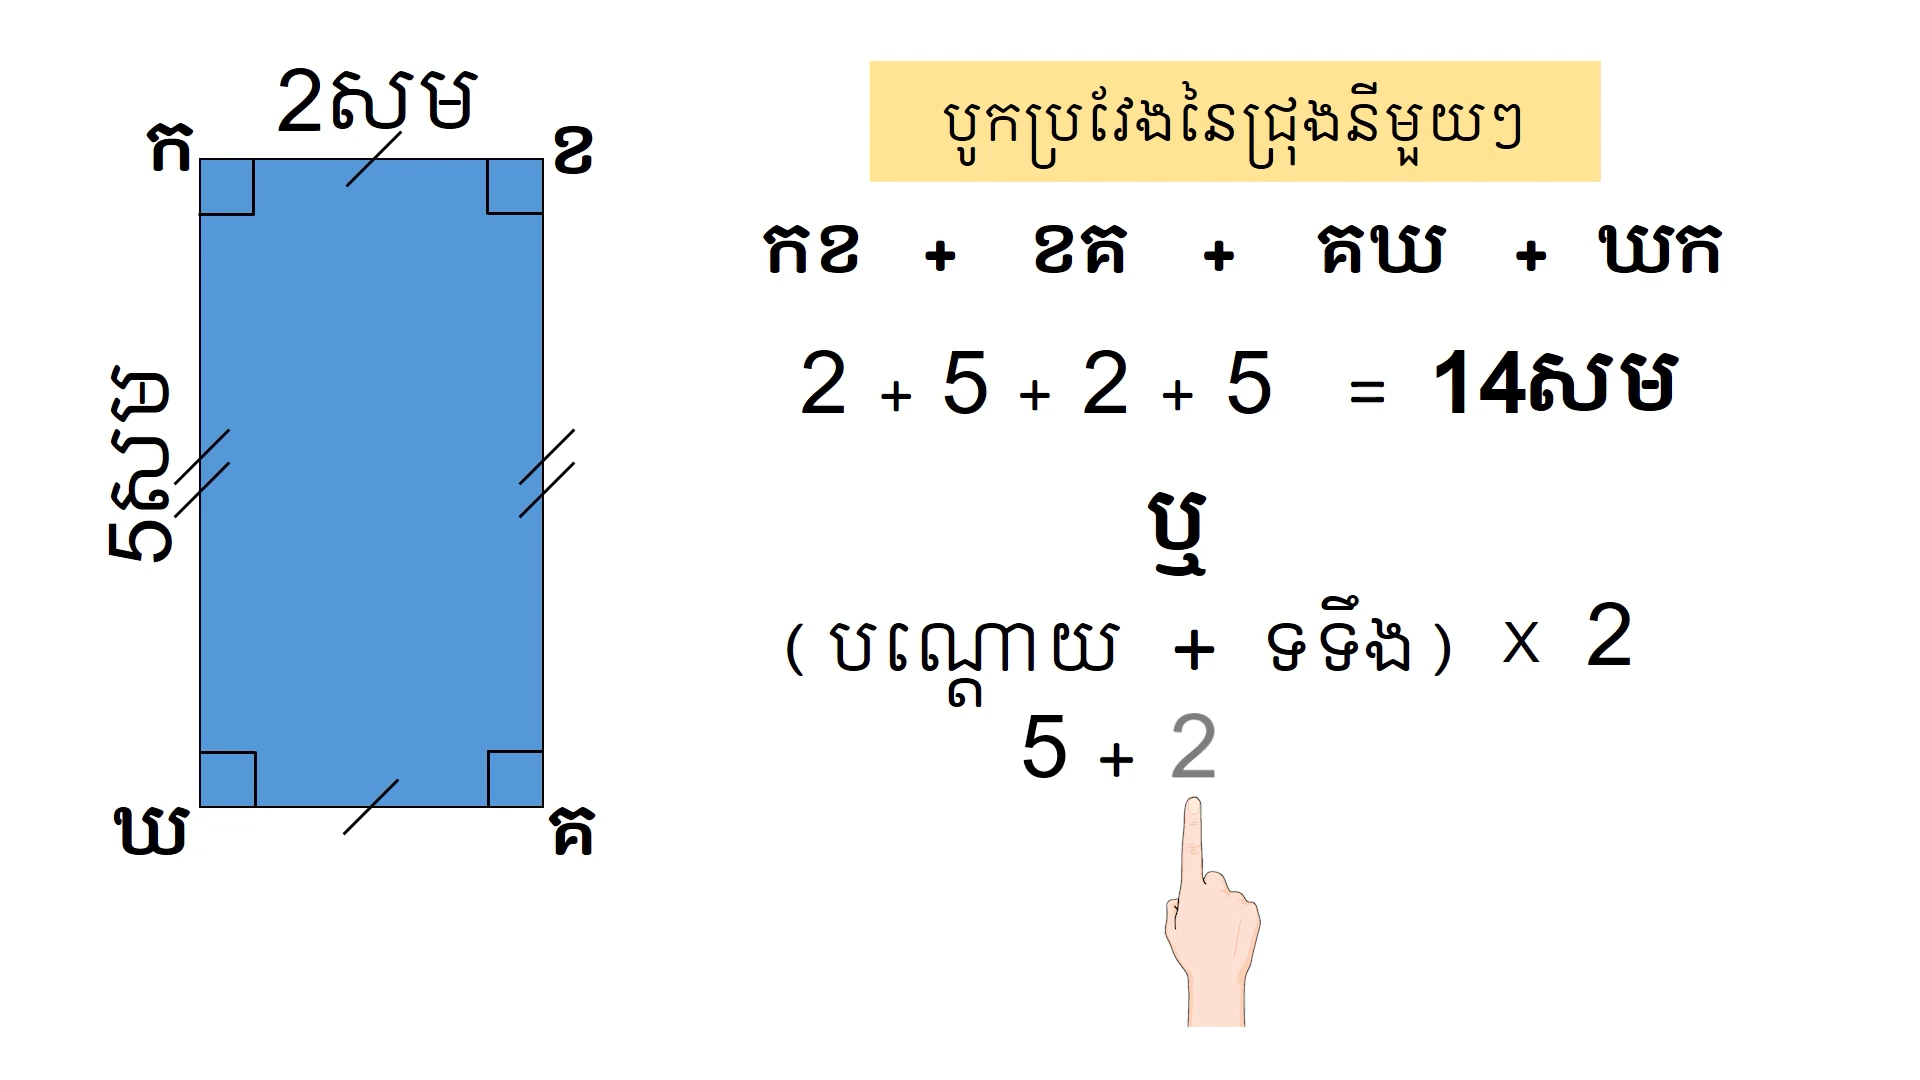 2សម
ក
ខ
5សម
ឃ
គ
បូកប្រវែងនៃជ្រុងនីមួយៗ
កខ + ខគ + គឃ + ឃក
2 + 5 + 2 + 5 = 14សម
ឬ
(បណ្ដោយ + ទទឹង) X 2
5 + 2